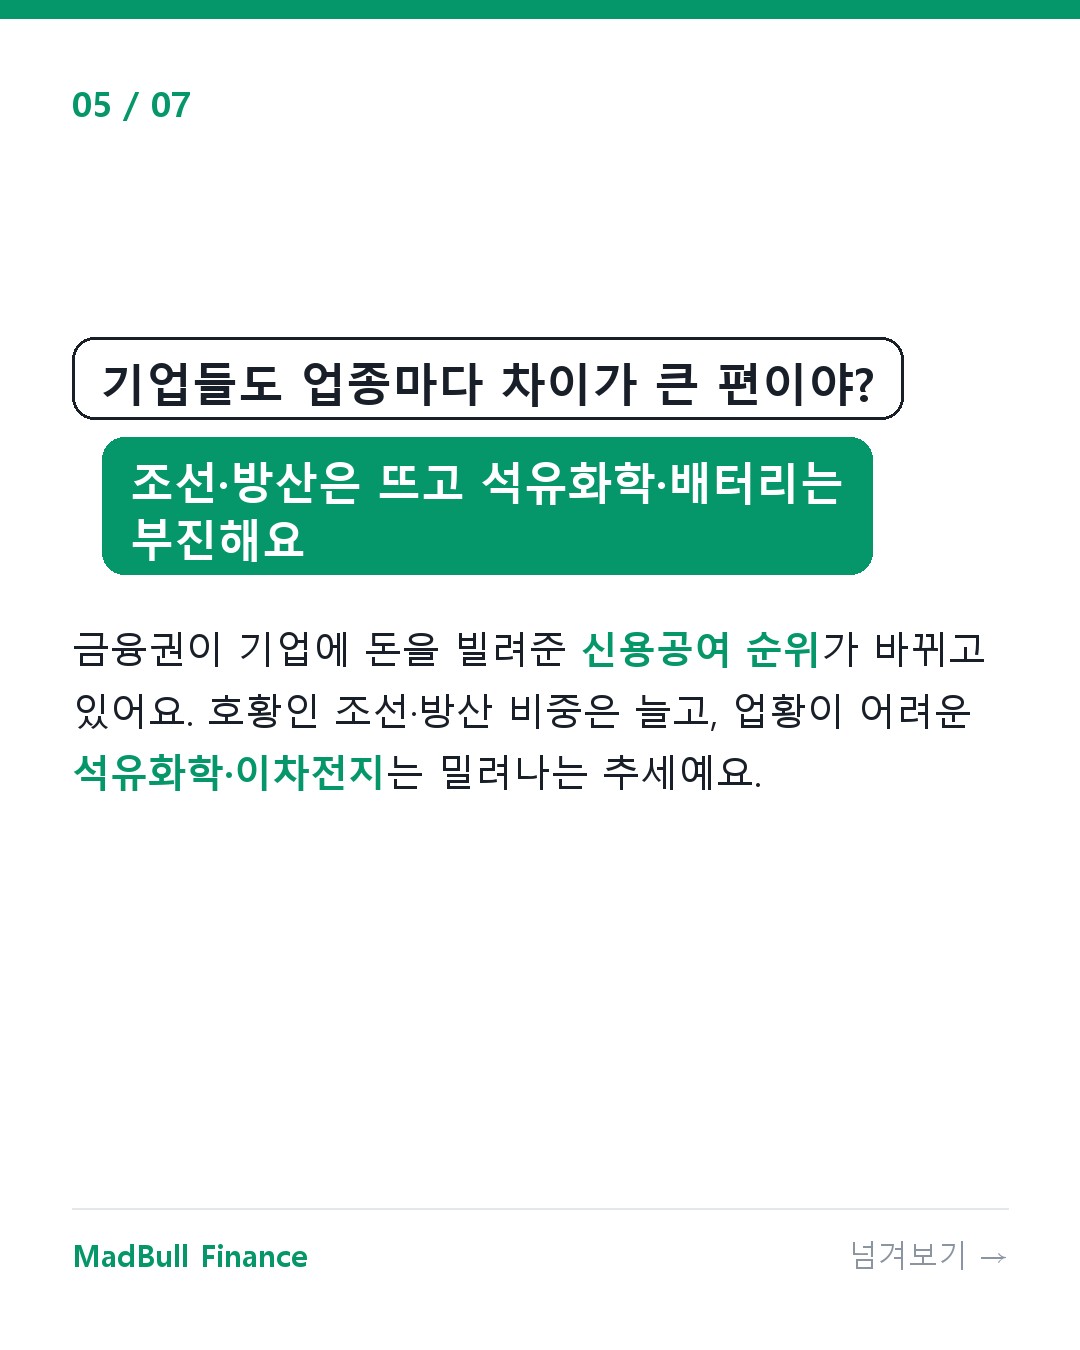 05 / 07
기업들도 업종마다 차이가 큰 편이야?
조선·방산은 뜨고 석유화학·배터리는
부진해요
금융권이 기업에 돈을 빌려준 신용공여 순위가 바뀌고
있어요. 호황인 조선·방산 비중은 늘고, 업황이 어려운
석유화학·이차전지는 밀려나는 추세예요.
MadBull Finance
넘겨보기 →